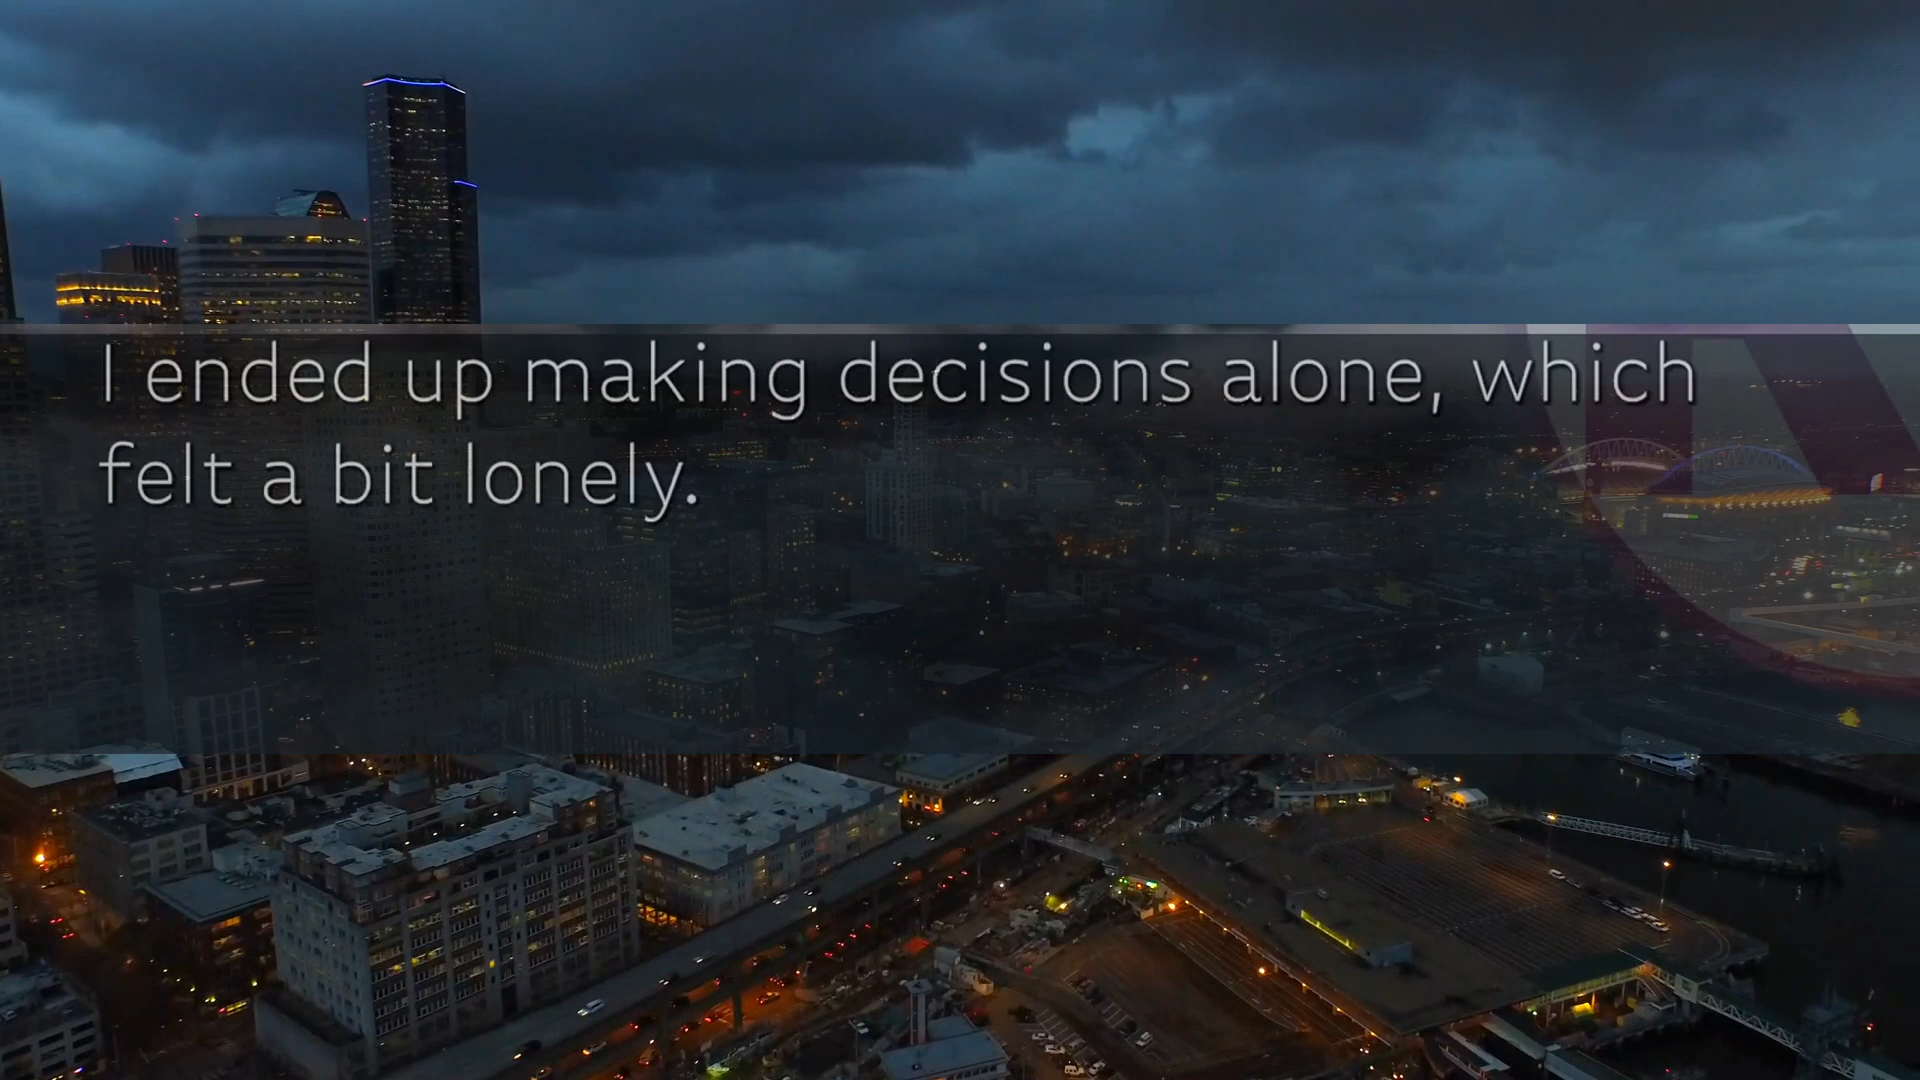 I ended up making decisions alone, which
felt a bit lonely.